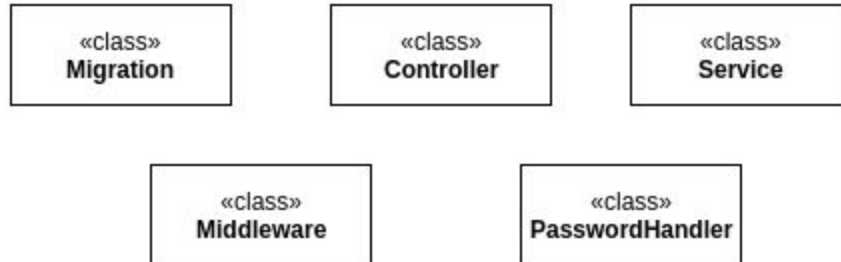 «class»
Migration
«class»
Controller
«class»
Service
«class»
Middleware
«class»
PasswordHandler